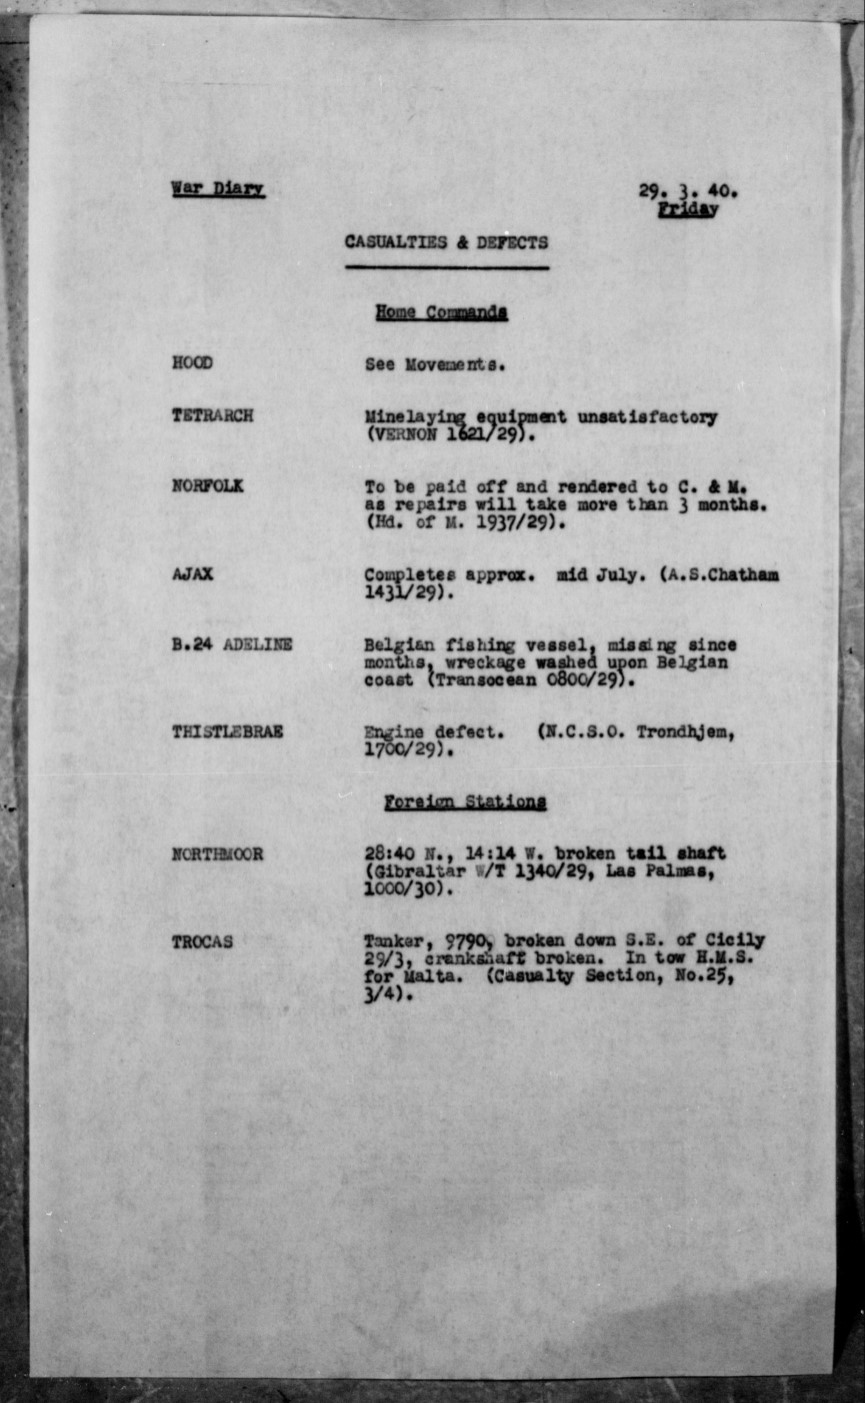 War Diary 29. 3. 40.
Friday
CASUALTIES & DEFECTS
Home Commands
HOOD See Movements.
TETRARCH Minelaying equipment unsatisfactory
(VERNON 1621/29).
NORFOLK To be paid off and rendered to C. & M.
as repairs will take more than 3 months.
(Hd. of M. 1937/29).
AJAX Completes approx. mid July. (A.S.Chatham
1431/29).
B.24 ADELINE Belgian fishing vessel, missing since
months, wreckage washed upon Belgian
coast (Transocean 0800/29).
THISTLEBRAE Engine defect. (N.C.S.O. Trondhjem,
1700/29).
Foreign Stations
NORTHMOOR 28:40 N., 14:14 W. broken tail shaft
(Gibraltar W/T 1340/29, Las Palmas,
1000/30).
TROCAS Tanker, 9790, broken down S.E. of Cicily
29/3, crankshaft broken. In tow H.M.S.
for Malta. (Casualty Section, No.25,
3/4).